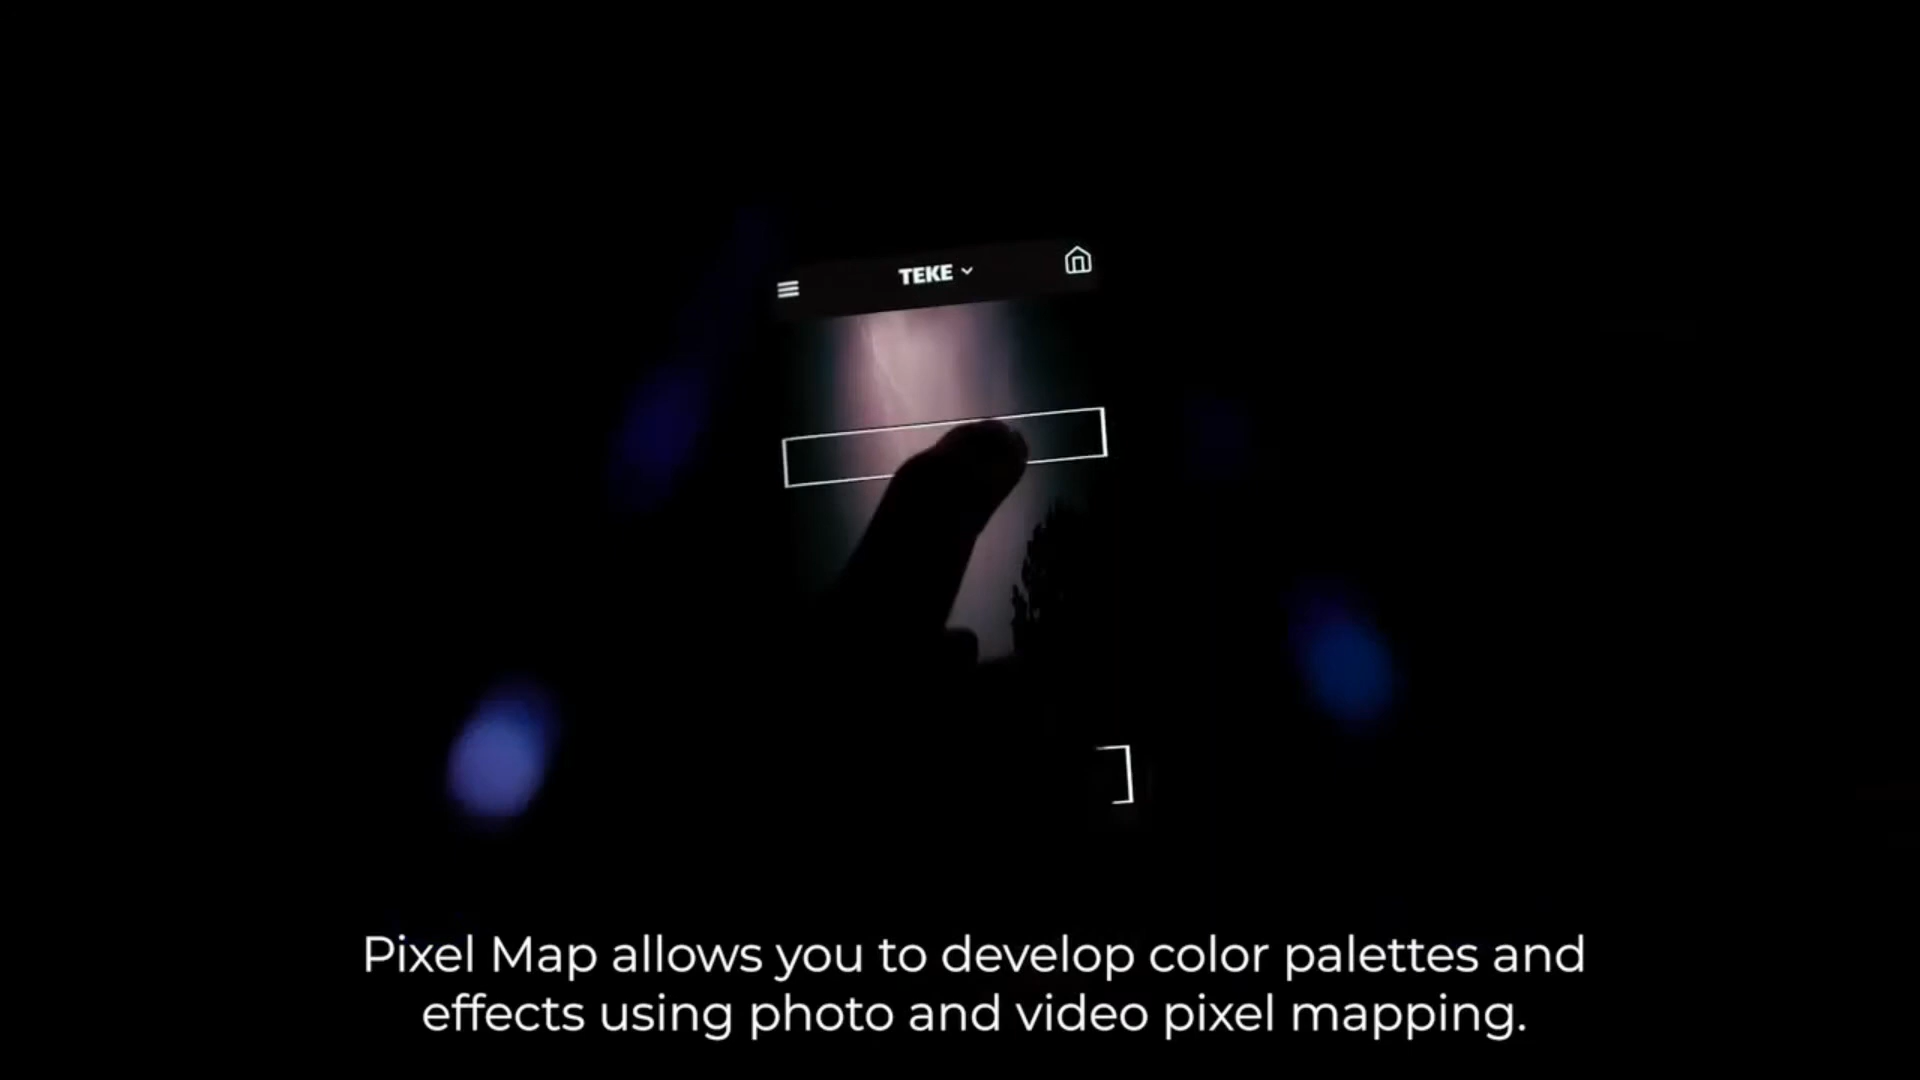 TEKE
Pixel Map allows you to develop color palettes and
effects using photo and video pixel mapping.